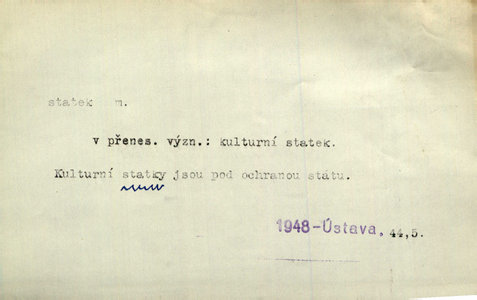 statek m.
v přenes. význ.: kulturní statek.
Kulturní statky jsou pod ochranou státu.
1948-Ústava. 44,5.